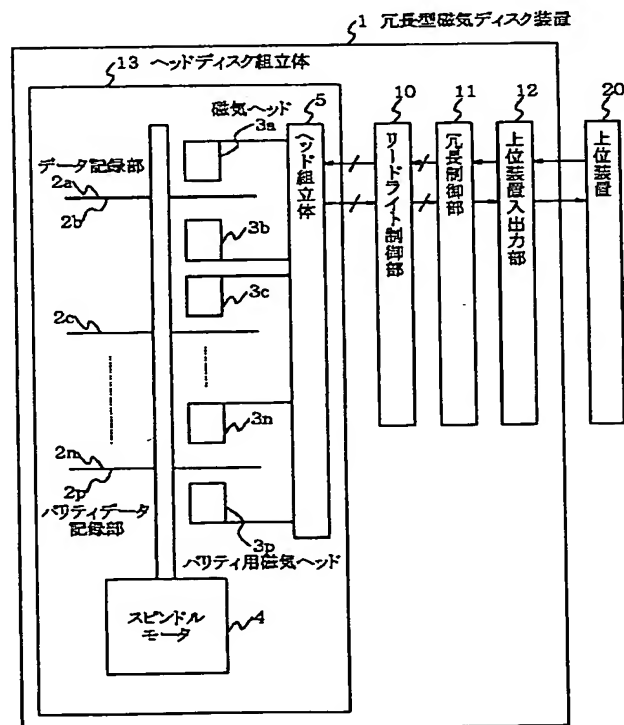 1 冗長型磁気ディスク装置
13 ヘッドディスク組立体
磁気ヘッド
3a
5
10
11
12
20
データ記録部
2a
2b
3b
3c
2c
ヘッド組立体
リードライト制御部
冗長制御部
上位装置入出力部
上位装置
3n
2n
2p
パリティデータ
記録部
3p
パリティ用磁気ヘッド
スピンドル
モータ
4